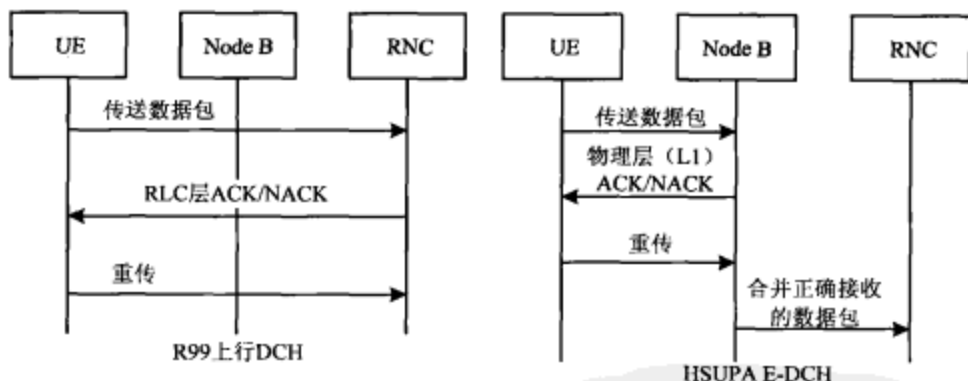 UE
Node B
RNC
传送数据包
RLC层ACK/NACK
重传
R99上行DCH
UE
Node B
RNC
传送数据包
物理层（L1）
ACK/NACK
重传
合并正确接收
的数据包
HSUPA E-DCH